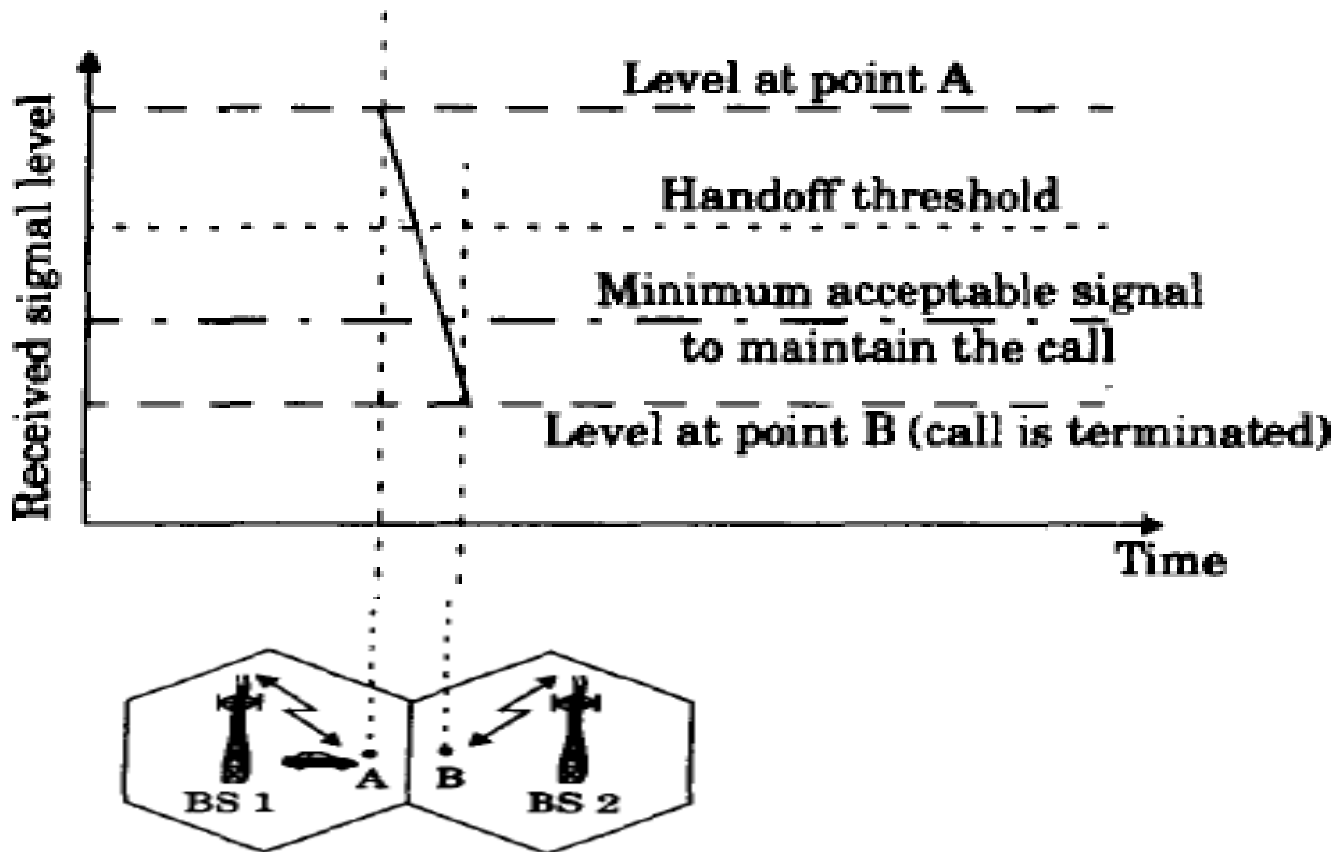 Level at point A
Handoff threshold
Minimum acceptable signal
to maintain the call
Level at point B (call is terminated)
Received signal level
Time
A
B
BS 1
BS 2